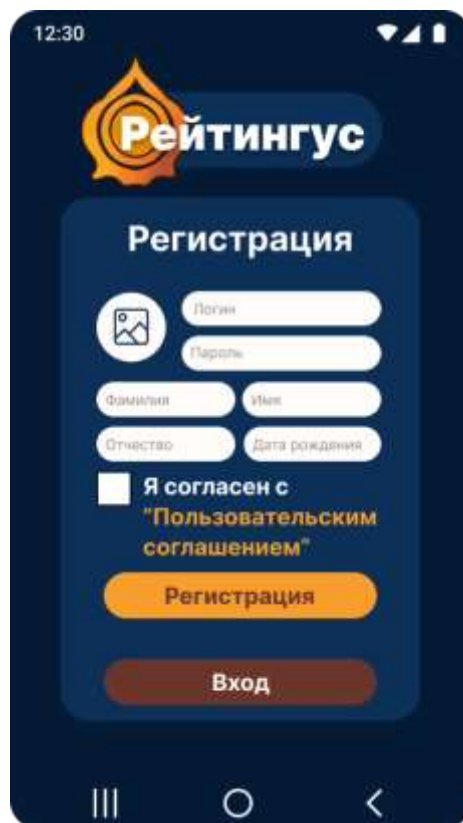 12:30
Рейтингус
Регистрация
Логин
Пароль
Фамилия Имя
Отчество Дата рождения
Я согласен с
"Пользовательским
соглашением"
Регистрация
Вход